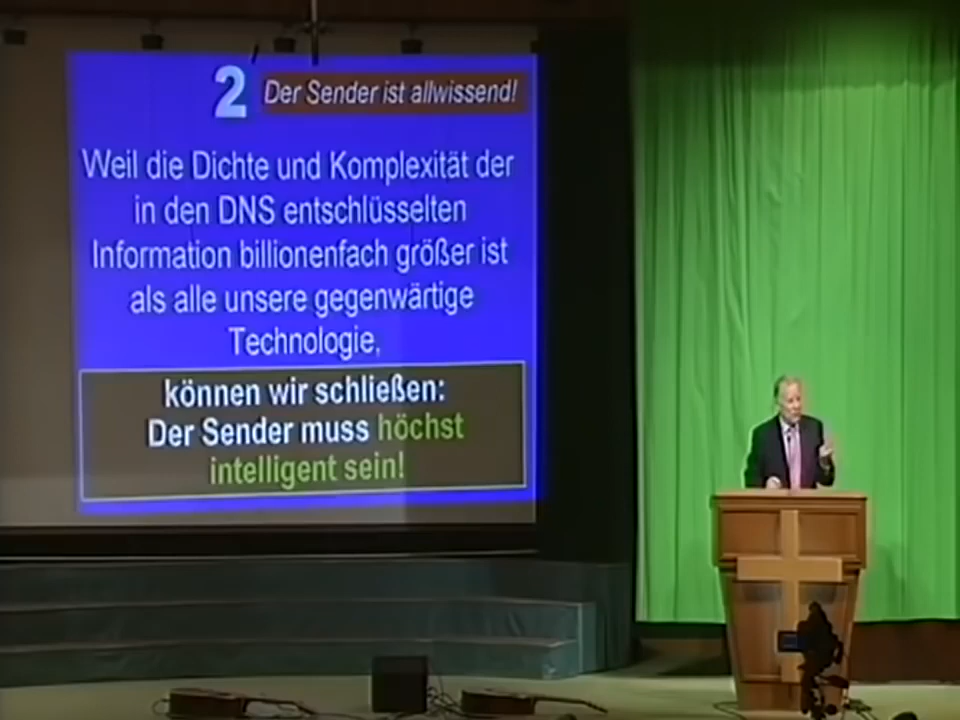 2 Der Sender ist allwissend!
Weil die Dichte und Komplexität der
in den DNS entschlüsselten
Information billionenfach größer ist
als alle unsere gegenwärtige
Technologie,
können wir schließen:
Der Sender muss höchst
intelligent sein!